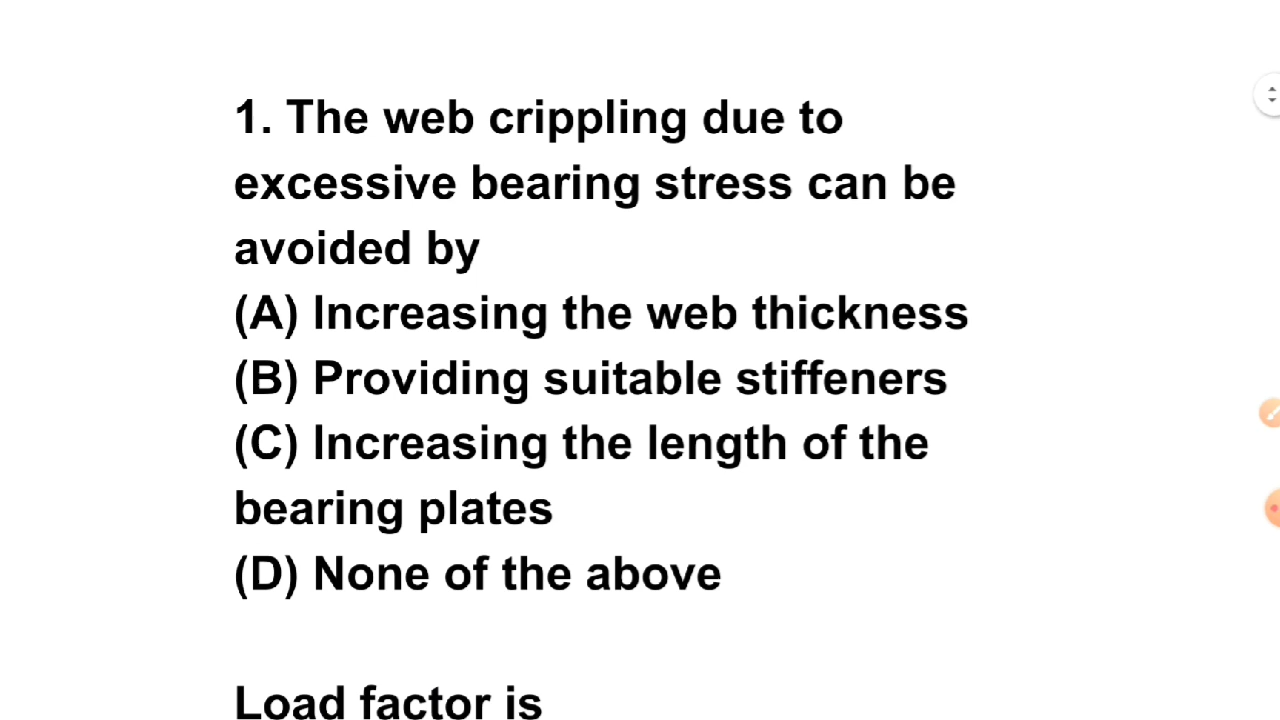 1. The web crippling due to
excessive bearing stress can be
avoided by
(A) Increasing the web thickness
(B) Providing suitable stiffeners
(C) Increasing the length of the
bearing plates
(D) None of the above
Load factor is